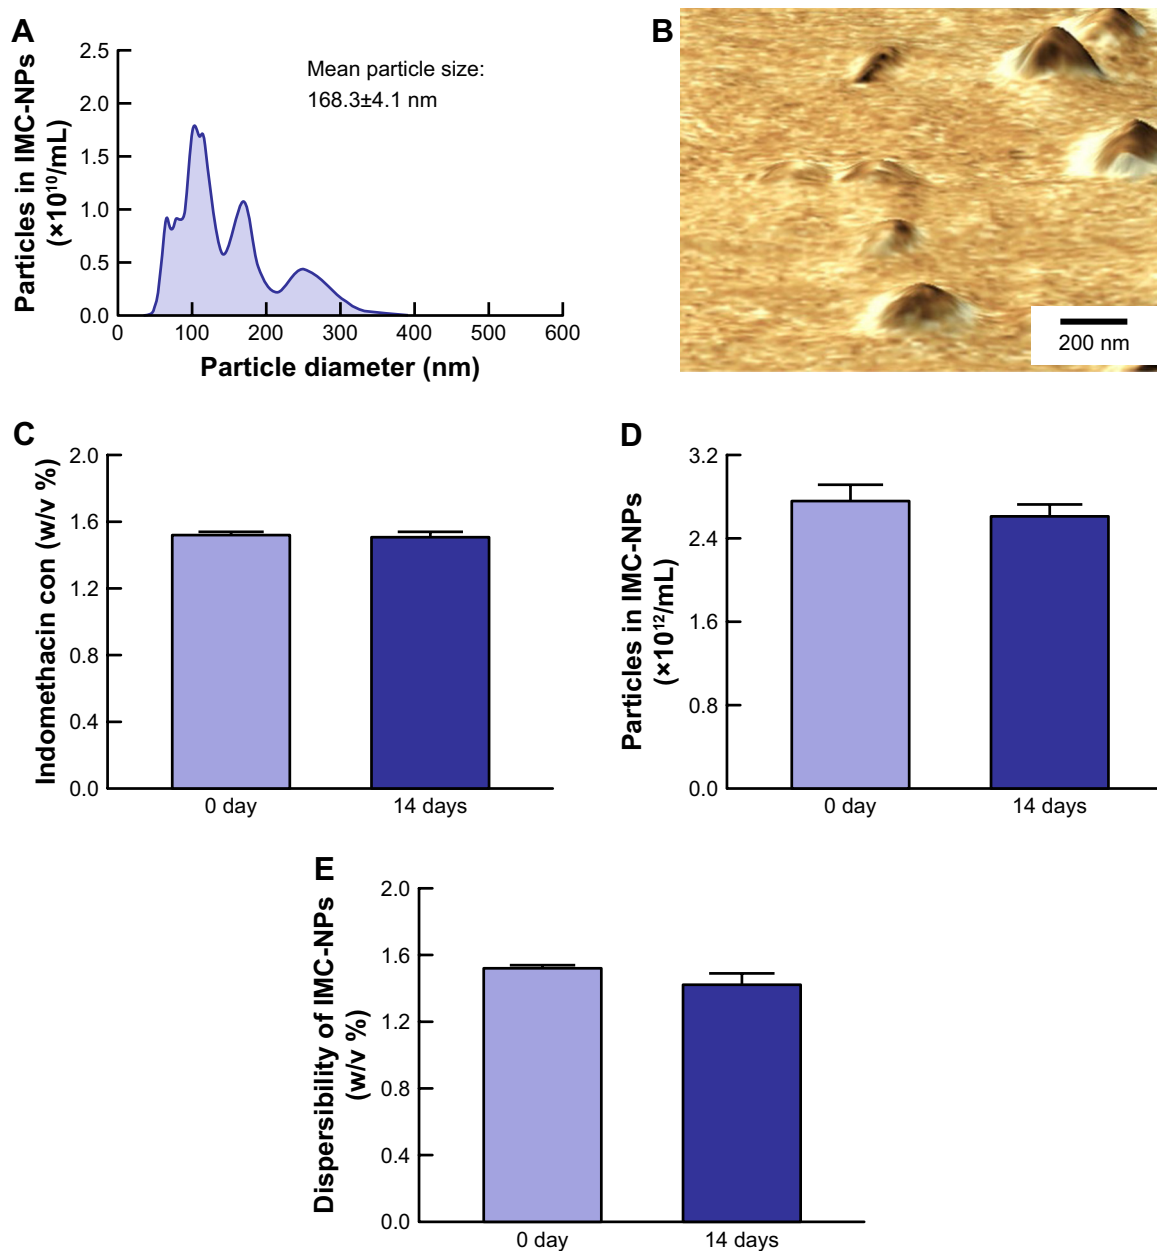 A
Particles in IMC-NPs
(×10¹⁰/mL)
2.5
2.0
1.5
1.0
0.5
0.0
Mean particle size:
168.3±4.1 nm
0 100 200 300 400 500 600
Particle diameter (nm)
B
200 nm
C
Indomethacin con (w/v %)
2.0
1.6
1.2
0.8
0.4
0.0
0 day 14 days
D
Particles in IMC-NPs
(×10¹²/mL)
3.2
2.4
1.6
0.8
0.0
0 day 14 days
E
Dispersibility of IMC-NPs
(w/v %)
2.0
1.6
1.2
0.8
0.4
0.0
0 day 14 days